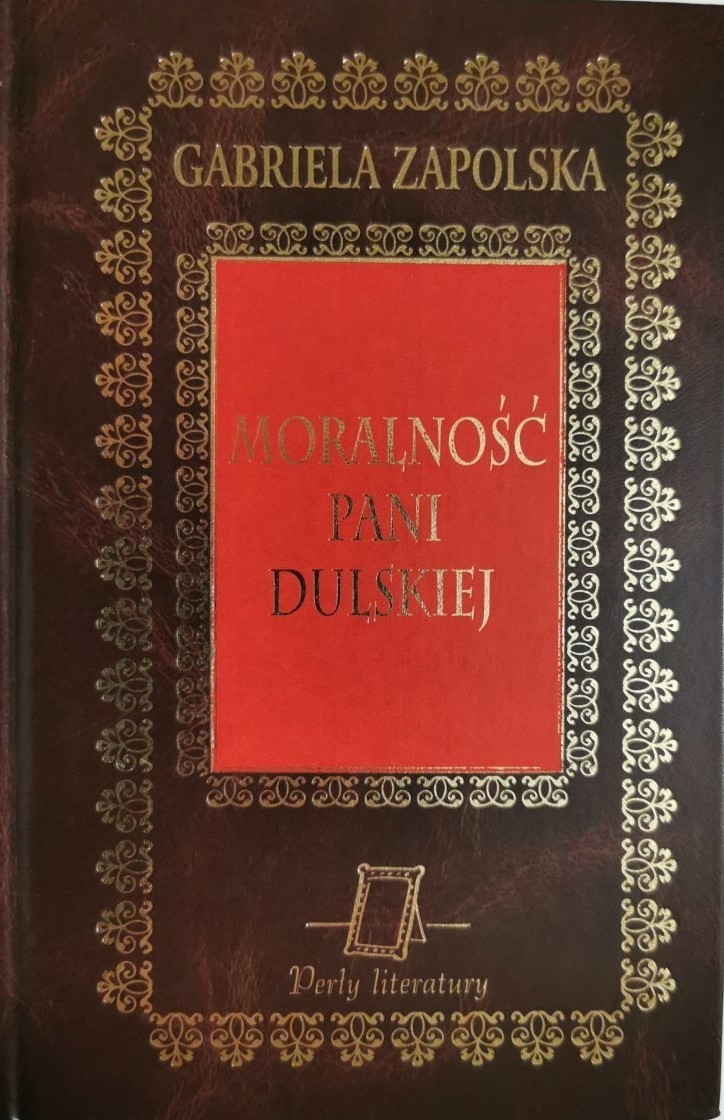 GABRIELA ZAPOLSKA
MORALNOŚĆ
PANI
DULSKIEJ
Perły literatury